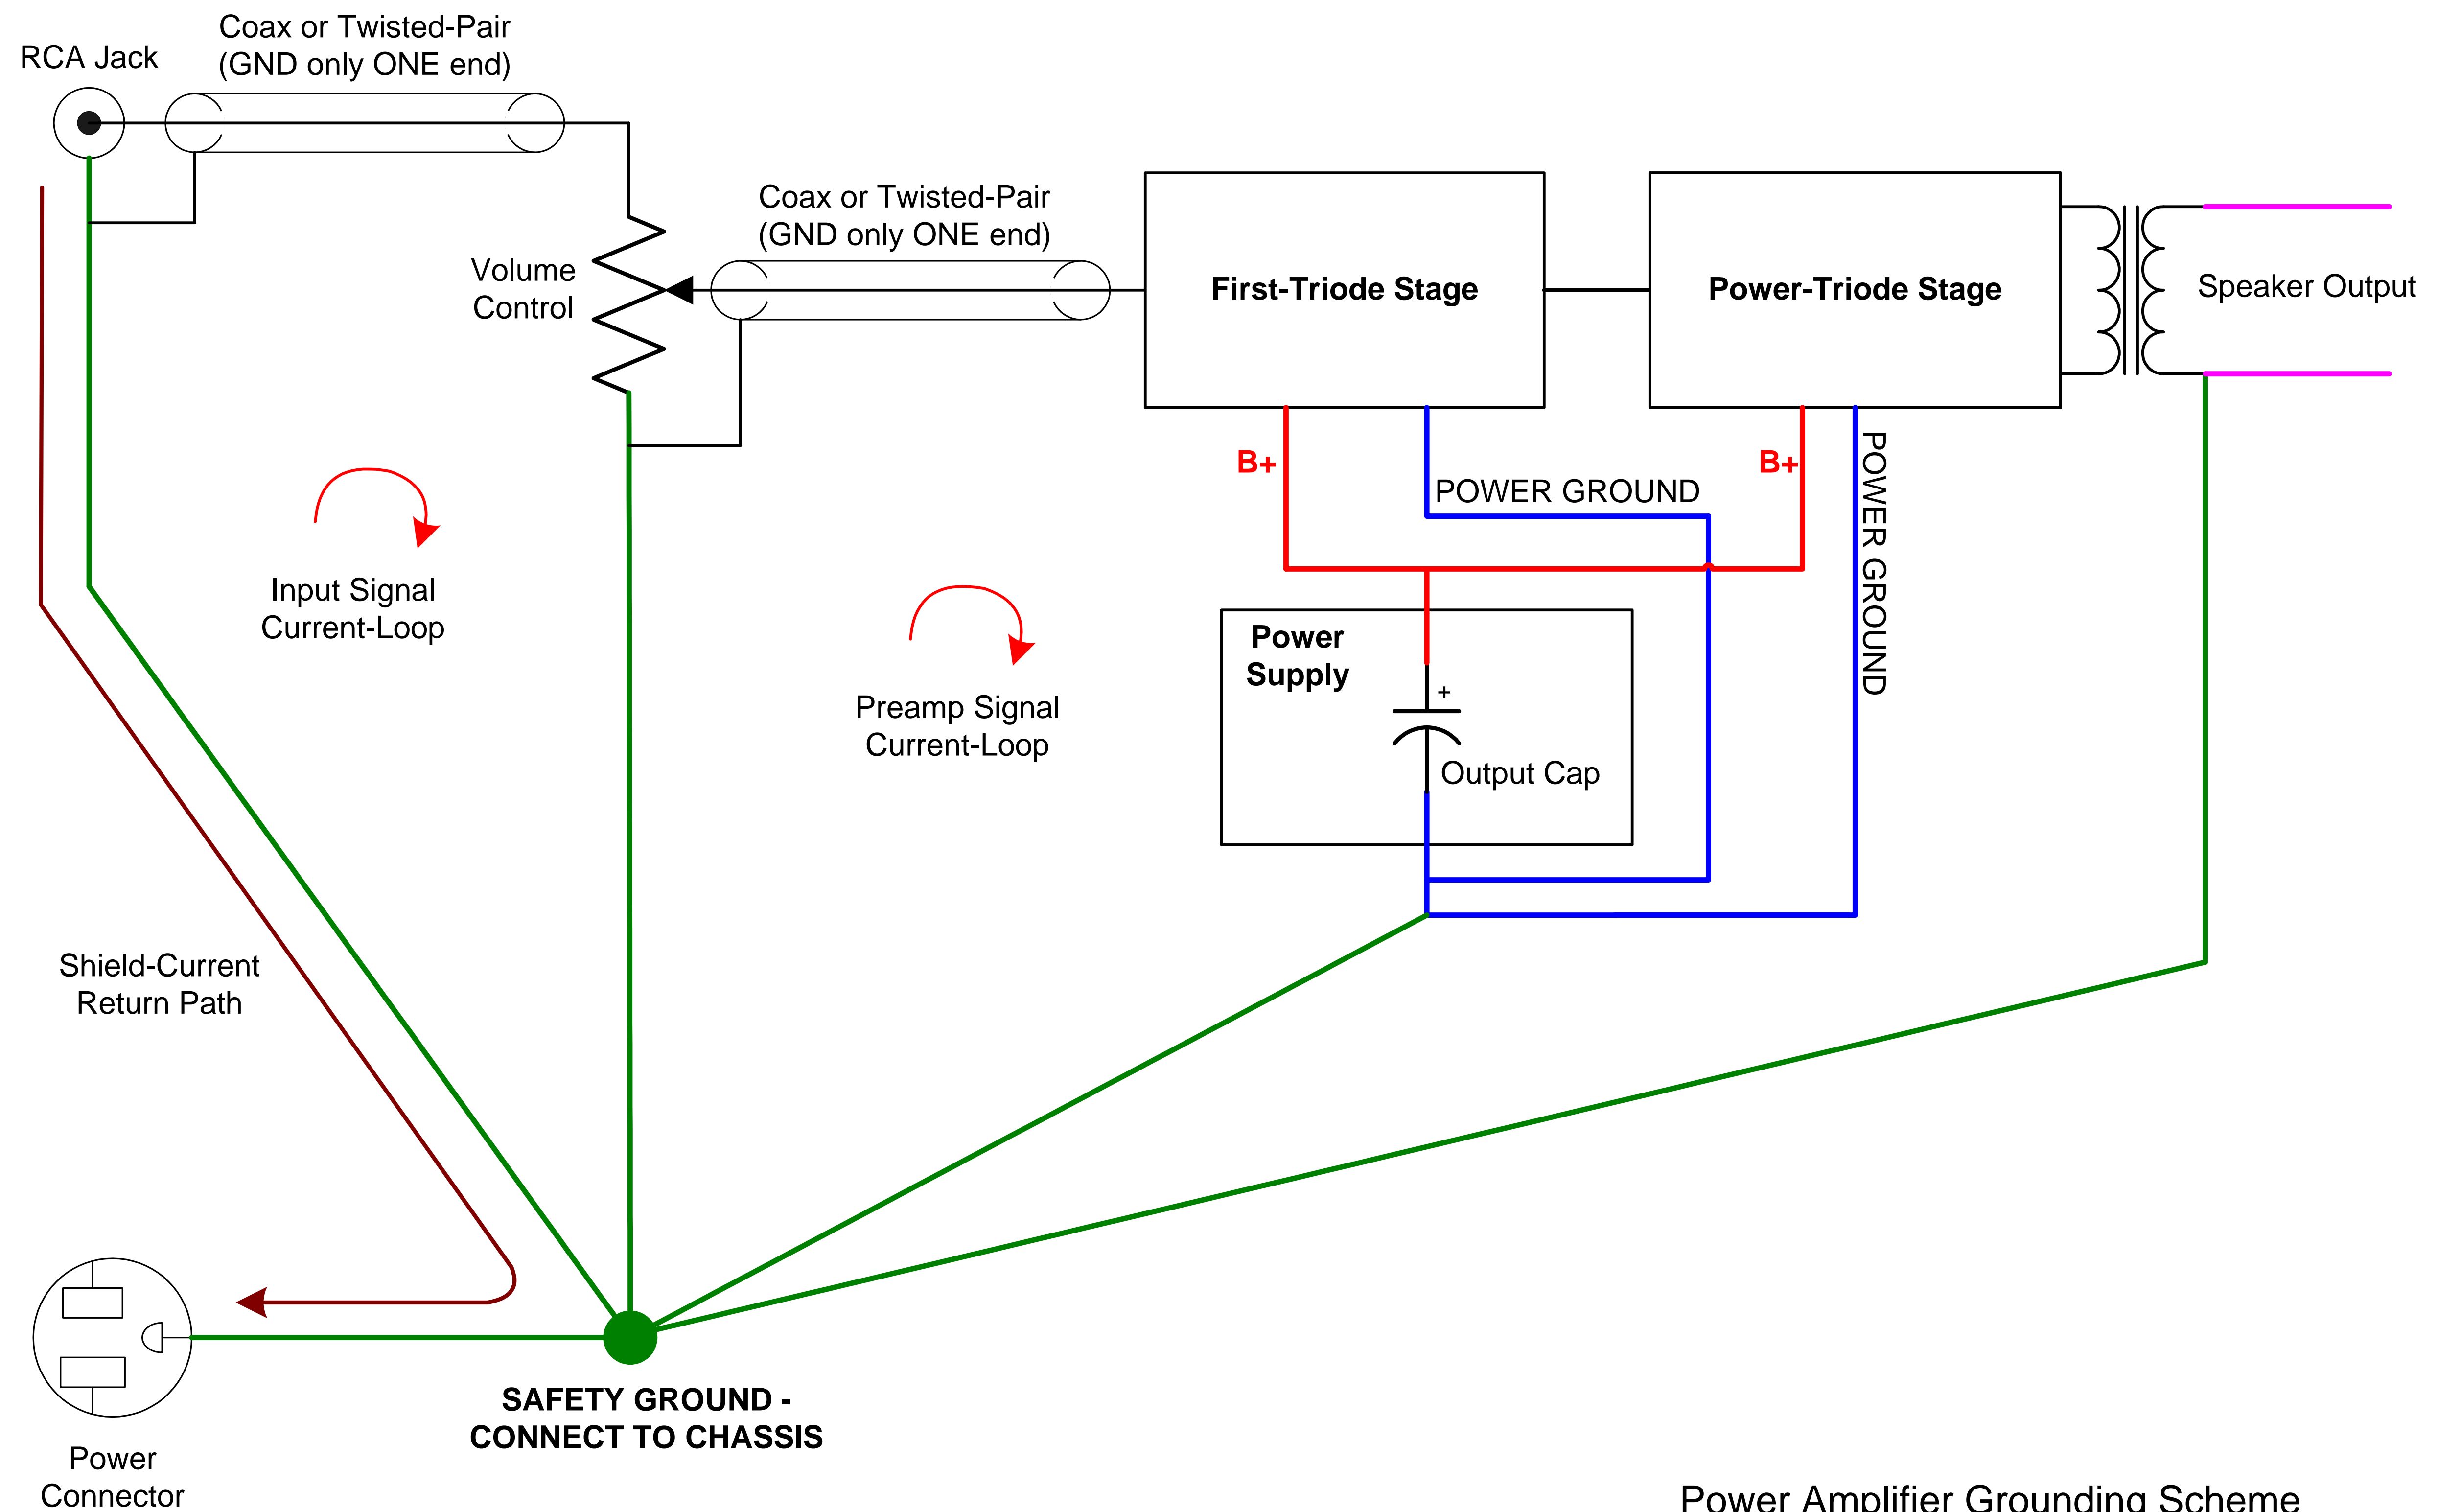 Coax or Twisted-Pair
(GND only ONE end)
RCA Jack
Coax or Twisted-Pair
(GND only ONE end)
Volume
Control
First-Triode Stage
Power-Triode Stage
Speaker Output
B+
POWER GROUND
B+
POWER GROUND
Input Signal
Current-Loop
Preamp Signal
Current-Loop
Power
Supply
+
Output Cap
Shield-Current
Return Path
SAFETY GROUND -
CONNECT TO CHASSIS
Power
Connector
Power Amplifier Grounding Scheme